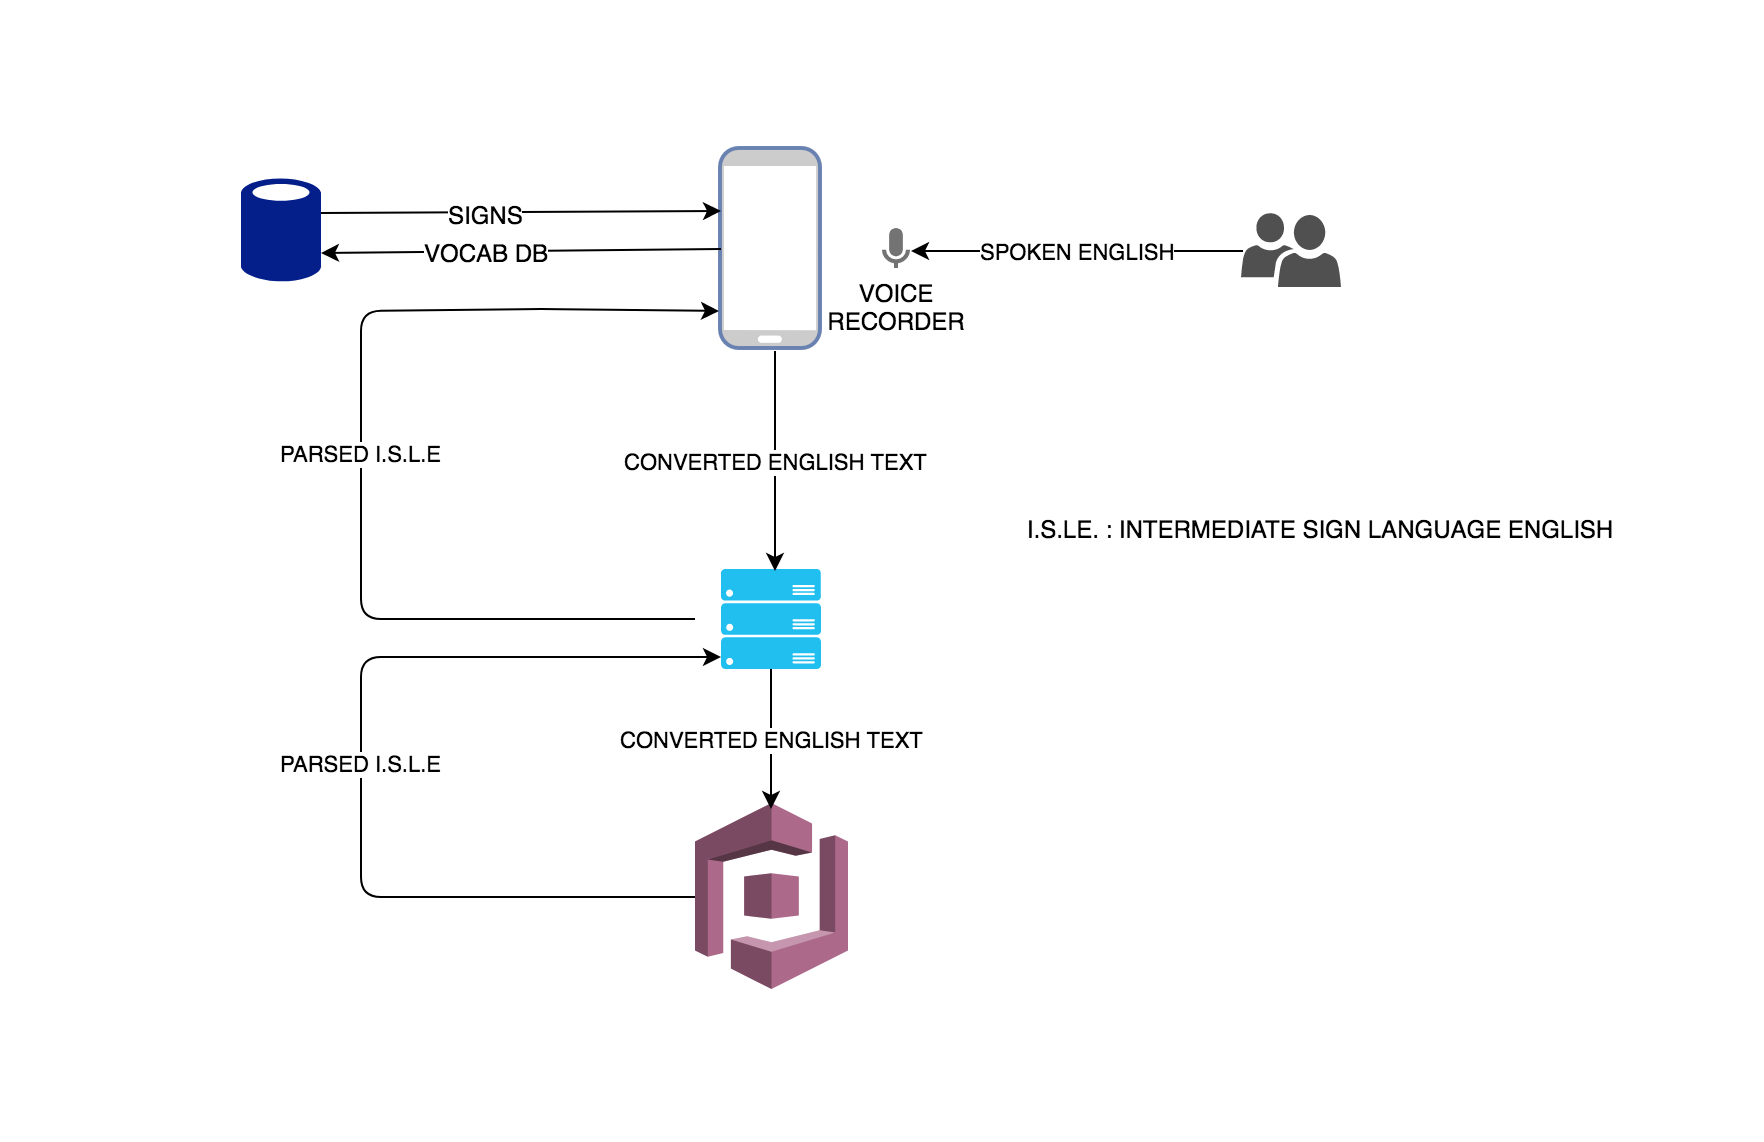 SIGNS
VOCAB DB
SPOKEN ENGLISH
VOICE
RECORDER
PARSED I.S.L.E
CONVERTED ENGLISH TEXT
I.S.LE. : INTERMEDIATE SIGN LANGUAGE ENGLISH
CONVERTED ENGLISH TEXT
PARSED I.S.L.E